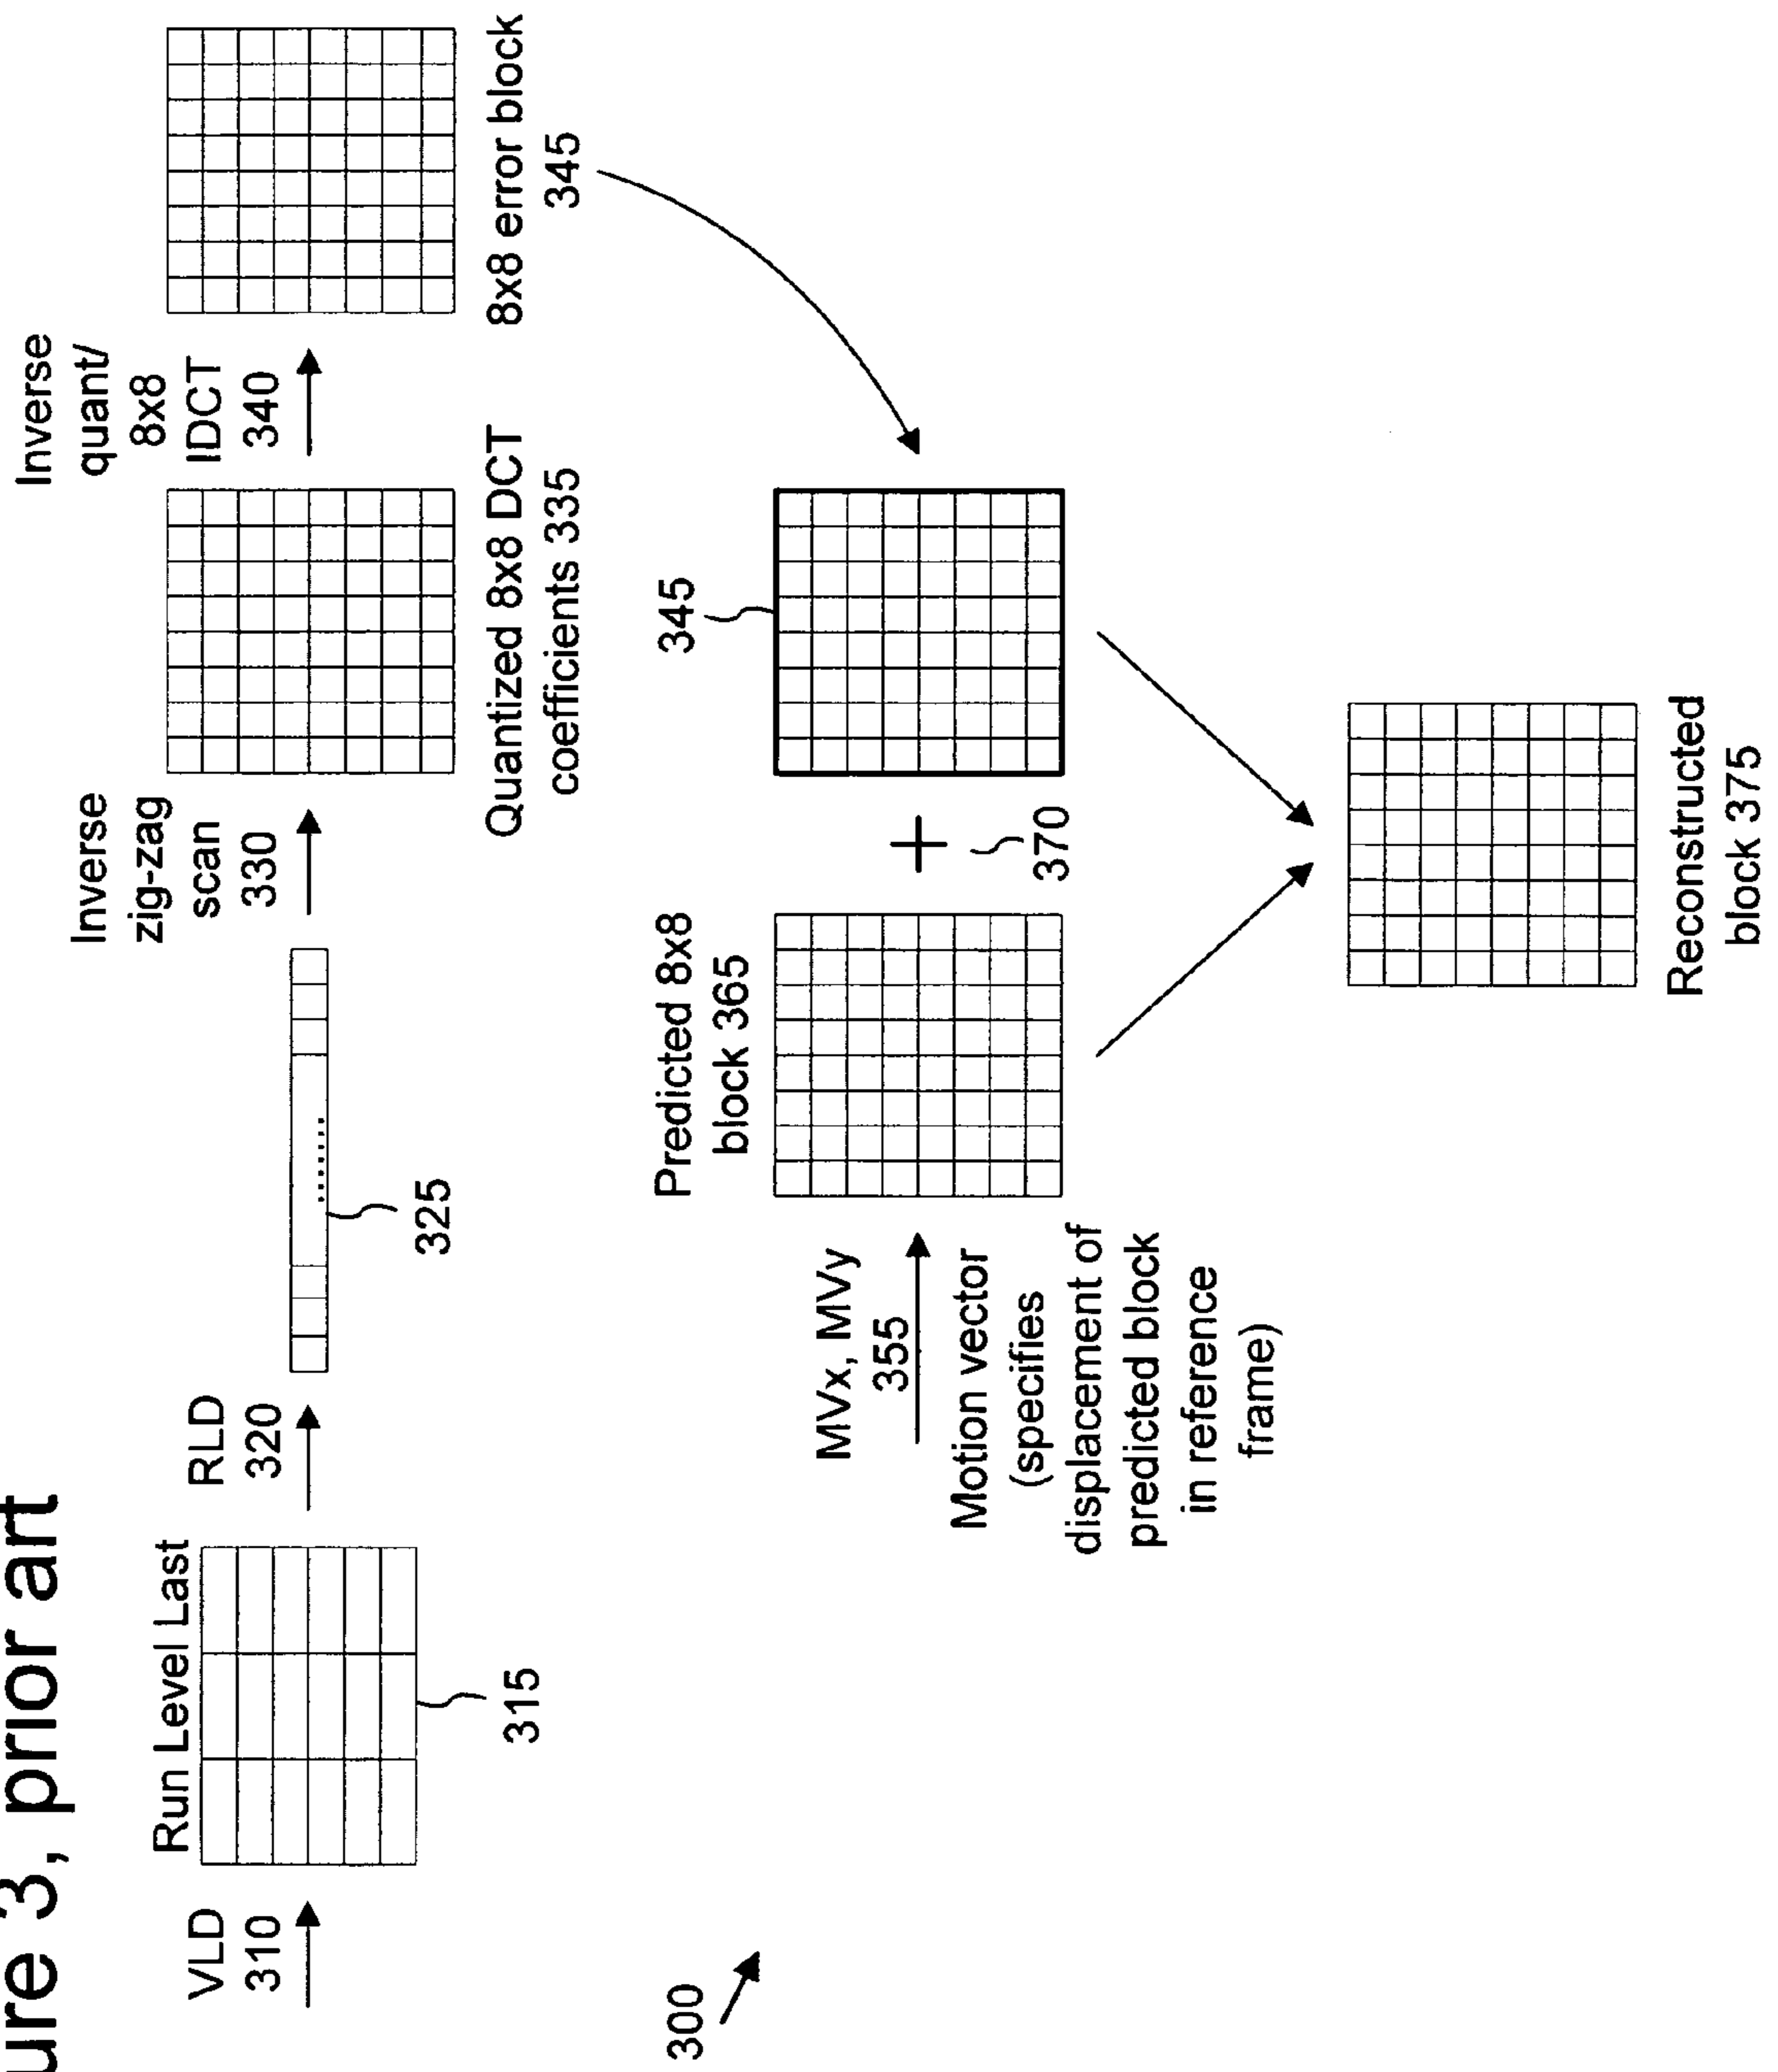 ure 3, prior art
VLD
310
Run Level Last
315
RLD
320
325
Inverse
zig-zag
scan
330
Quantized 8x8 DCT
coefficients 335
Inverse
quant/
8x8
IDCT
340
8x8 error block
345
300
MVx, MVy
355
Motion vector
(specifies
displacement of
predicted block
in reference
frame)
Predicted 8x8
block 365
+
370
345
Reconstructed
block 375